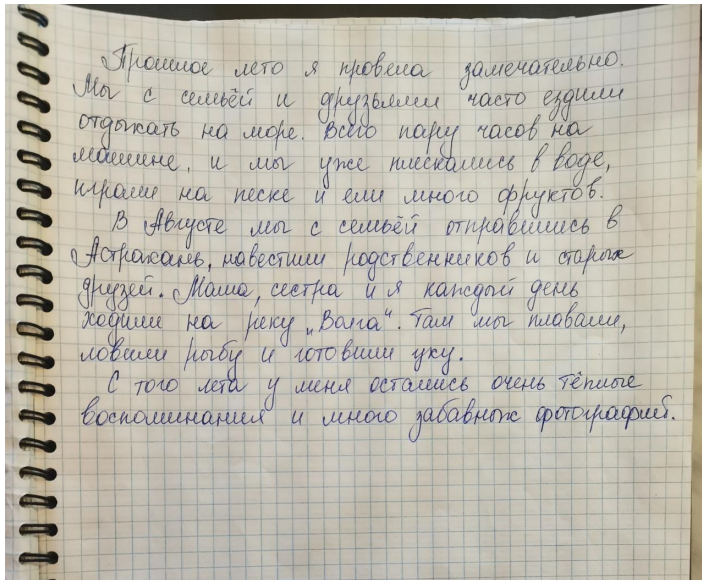 Прошлое лето я провела замечательно.
Мы с семьёй и друзьями часто ездили
отдыхать на море. Всего пару часов на
машине, и мы уже плескались в воде,
играли на песке и ели много фруктов.
В Августе мы с семьёй отправились в
Астрахань, навестили родственников и старых
друзей. Мама, сестра и я каждый день
ходили на реку „Волга“. Там мы плавали,
ловили рыбу и готовили уху.
С того лета у меня остались очень тёплые
воспоминания и много забавных фотографий.